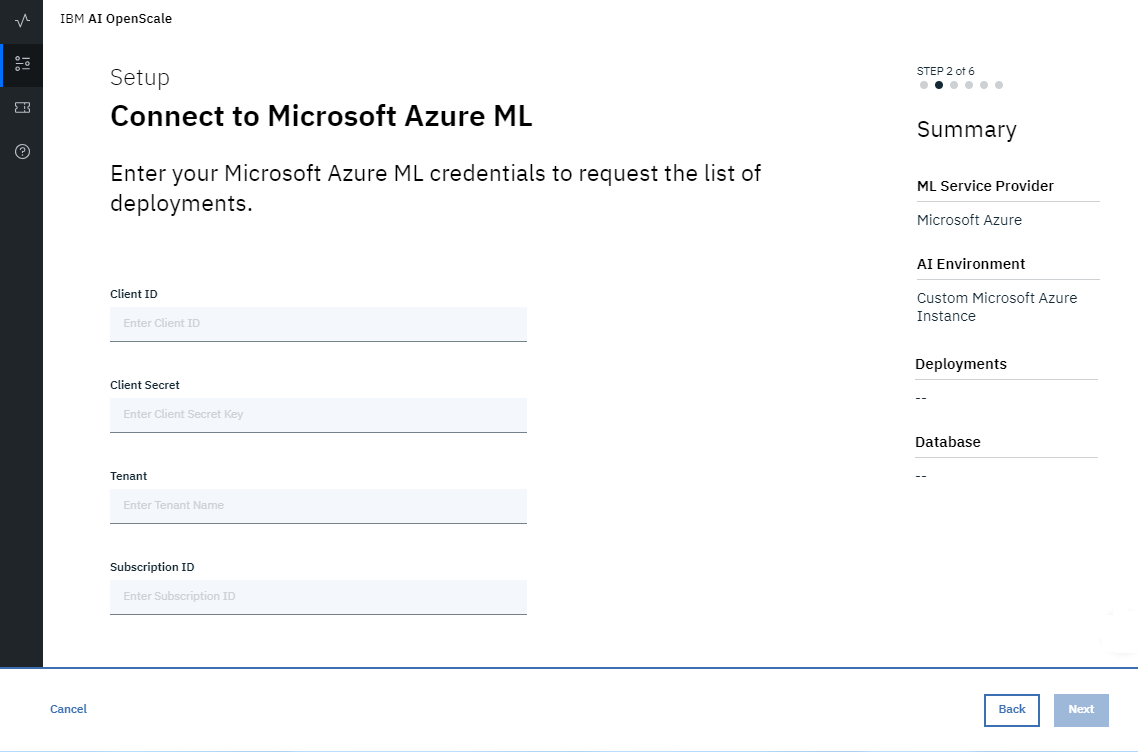 IBM AI OpenScale
Setup
Connect to Microsoft Azure ML
Enter your Microsoft Azure ML credentials to request the list of
deployments.
Client ID
Enter Client ID
Client Secret
Enter Client Secret Key
Tenant
Enter Tenant Name
Subscription ID
Enter Subscription ID
STEP 2 of 6
Summary
ML Service Provider
Microsoft Azure
AI Environment
Custom Microsoft Azure
Instance
Deployments
--
Database
--
Cancel
Back
Next